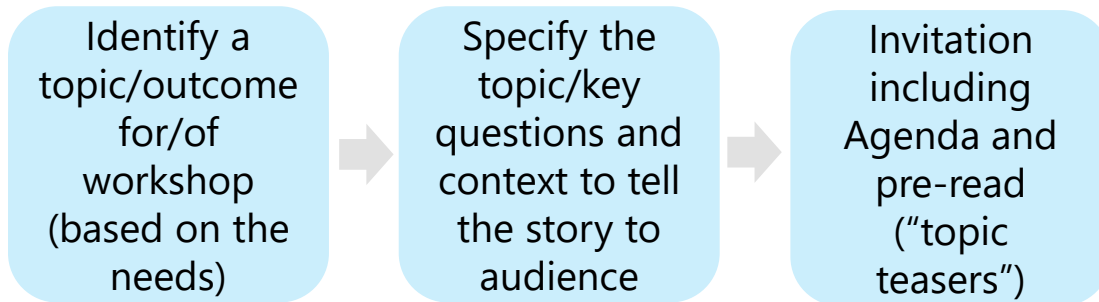 Identify a
topic/outcome
for/of
workshop
(based on the
needs)
Specify the
topic/key
questions and
context to tell
the story to
audience
Invitation
including
Agenda and
pre-read
(“topic
teasers”)